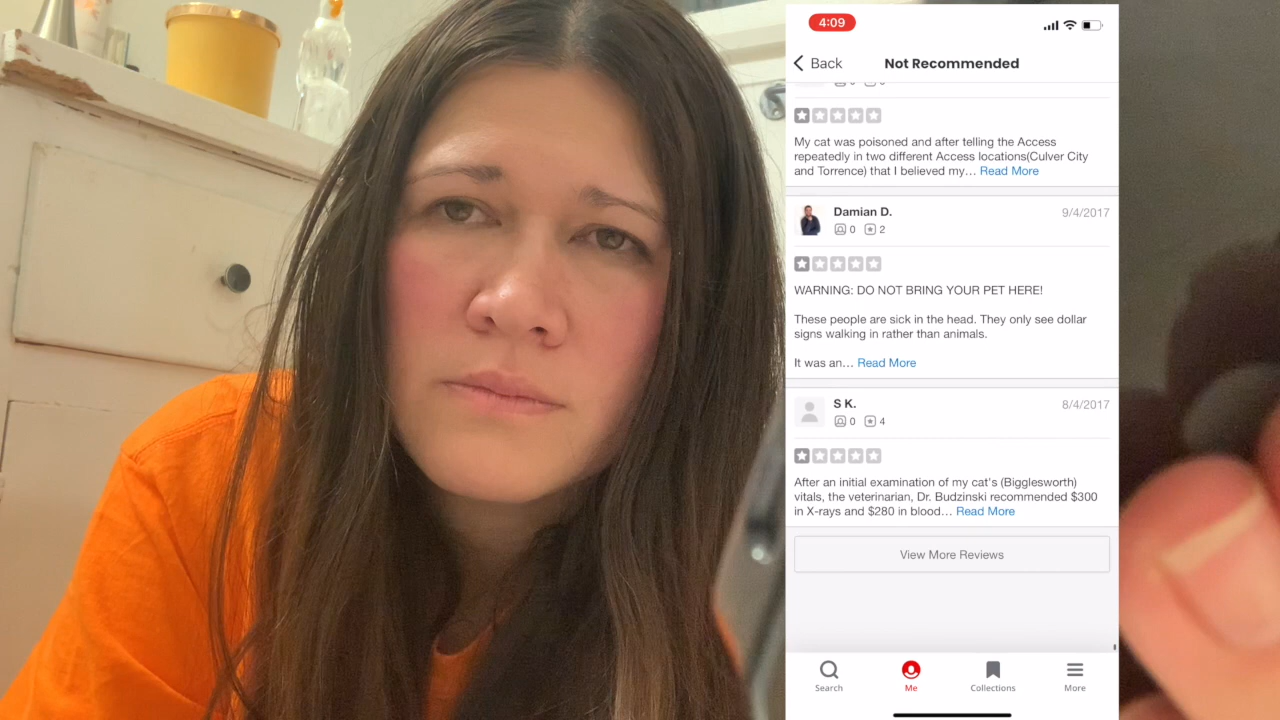 4:09
Back
Not Recommended
My cat was poisoned and after telling the Access
repeatedly in two different Access locations(Culver City
and Torrence) that I believed my... Read More
Damian D.
9/4/2017
0 2
WARNING: DO NOT BRING YOUR PET HERE!
These people are sick in the head. They only see dollar
signs walking in rather than animals.
It was an... Read More
S K.
8/4/2017
0 4
After an initial examination of my cat's (Bigglesworth)
vitals, the veterinarian, Dr. Budzinski recommended $300
in X-rays and $280 in blood... Read More
View More Reviews
Search
Me
Collections
More